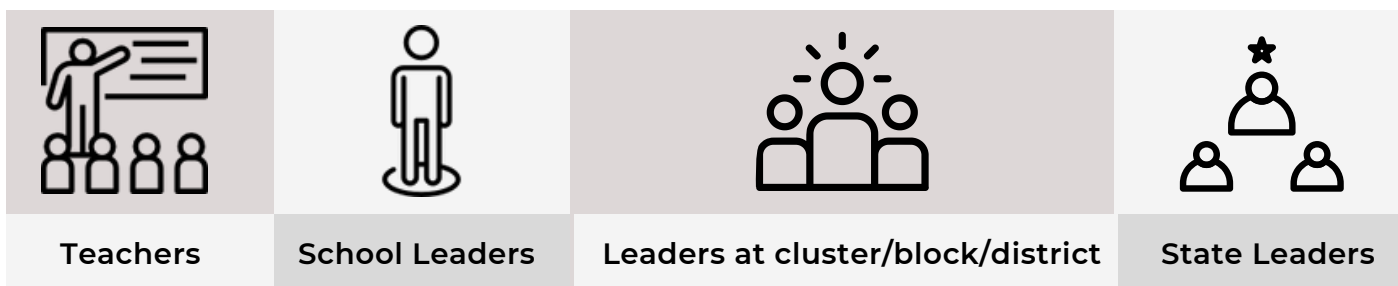 Teachers
School Leaders
Leaders at cluster/block/district
State Leaders